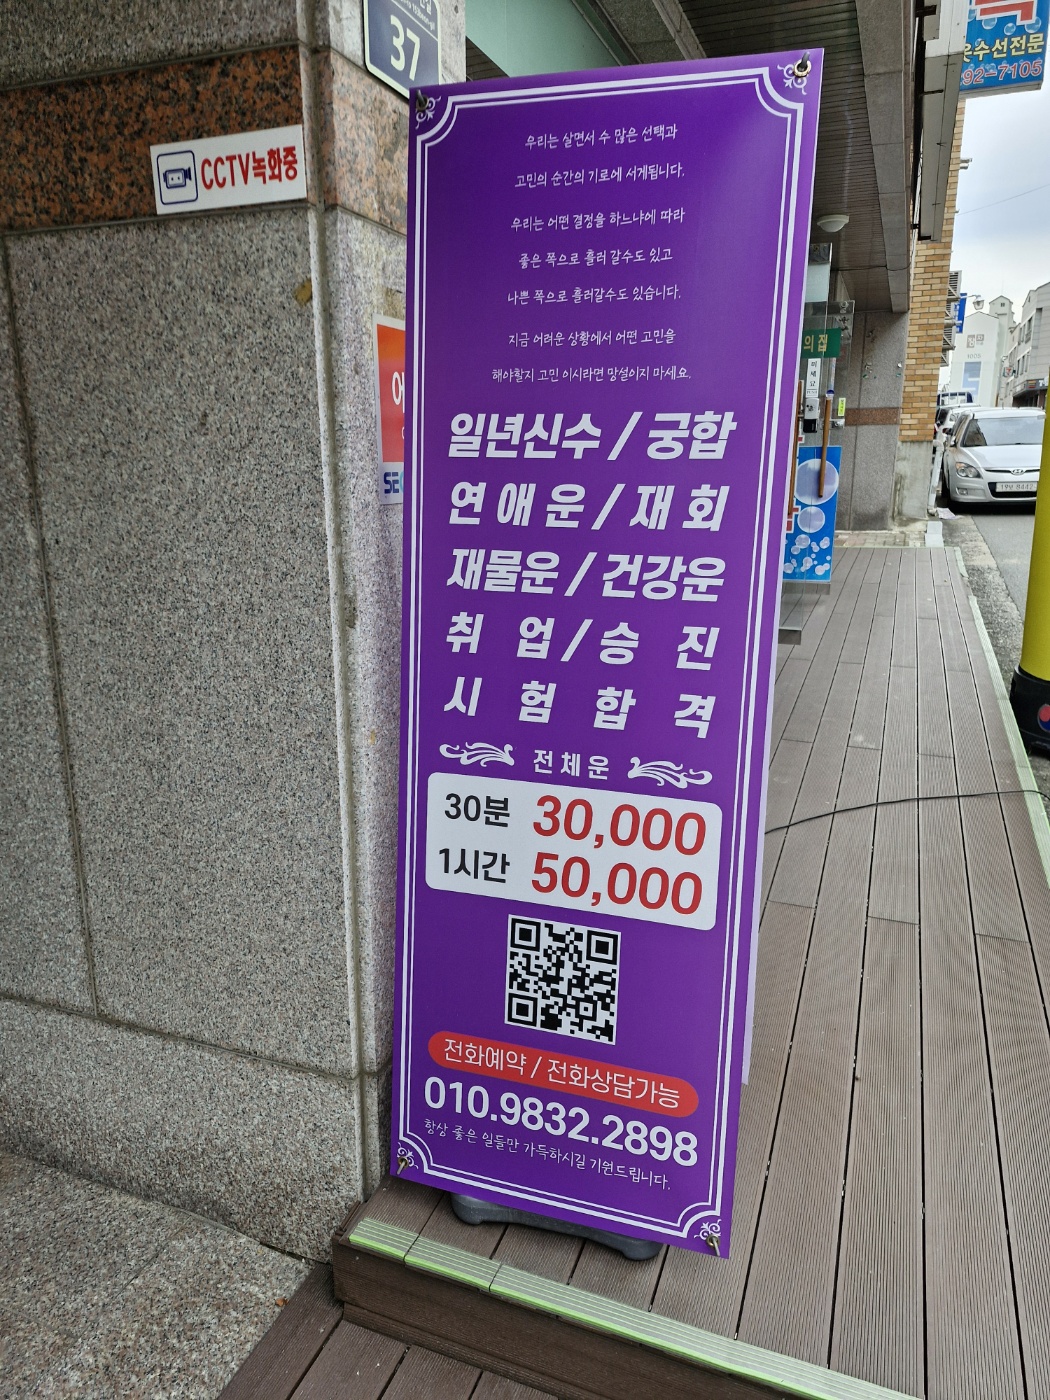 37
CCTV녹화중
우리는 살면서 수 많은 선택과
고민의 순간의 기로에 서게됩니다.
우리는 어떤 결정을 하느냐에 따라
좋은 쪽으로 흘러 갈수도 있고
나쁜 쪽으로 흘러갈수도 있습니다.
지금 어려운 상황에서 어떤 고민을
해야할지 고민 이시라면 망설이지 마세요.
일년신수 / 궁합
연애운 / 재회
재물운 / 건강운
취업 / 승진
시험합격
전체운
30분 30,000
1시간 50,000
전화예약 / 전화상담가능
010.9832.2898
항상 좋은 일들만 가득하시길 기원드립니다.
옷수선전문
92-7105
의집
SE